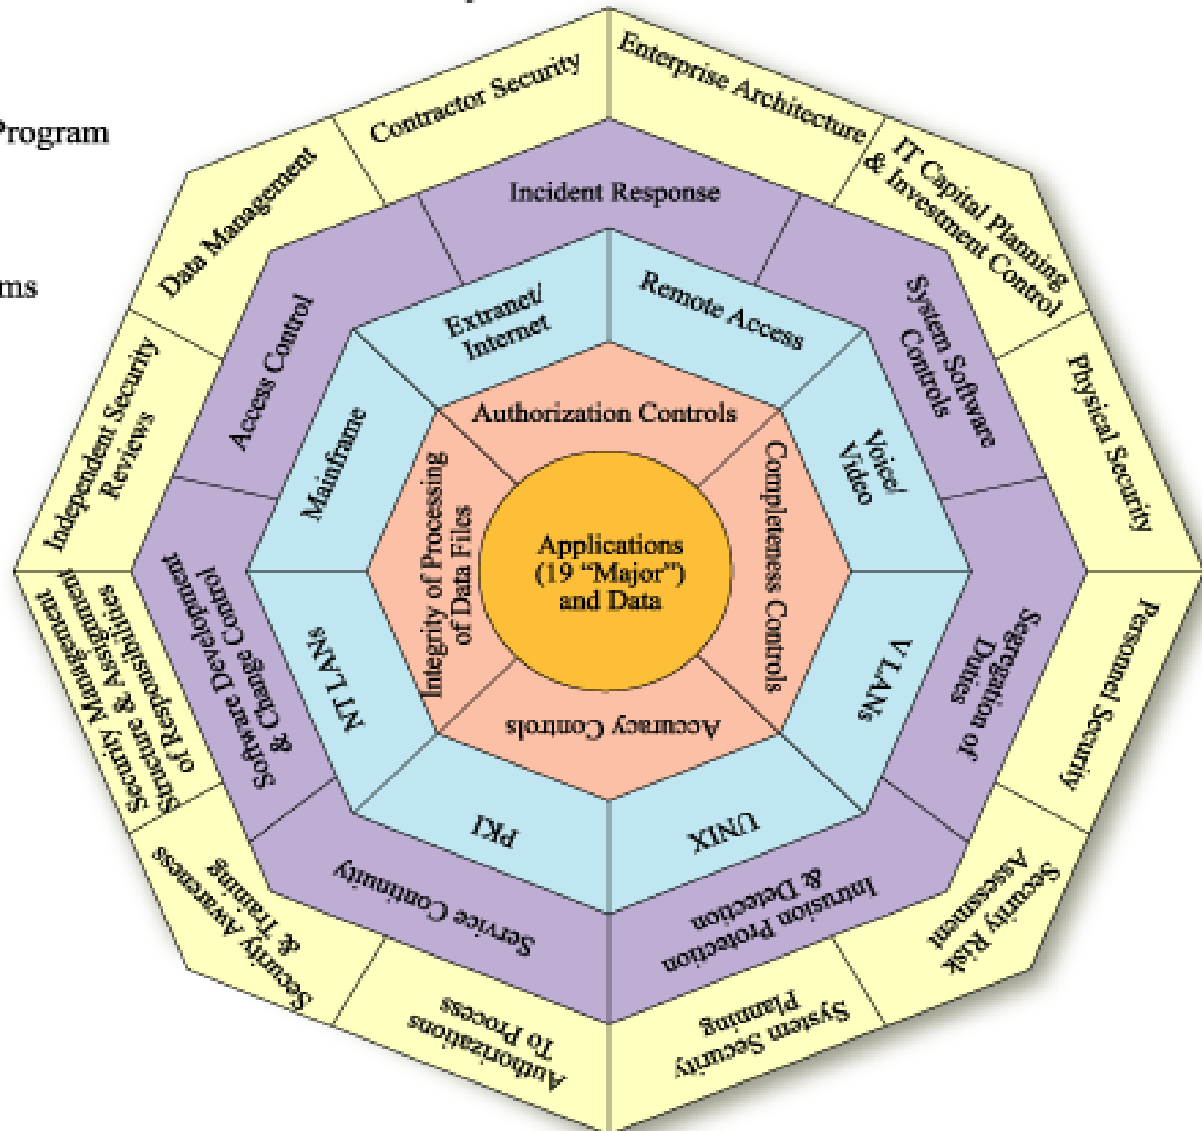 Program
ms
Contractor Security
Enterprise Architecture
IT Capital Planning
& Investment Control
Physical Security
Personnel Security
Security Risk
Assessment
System Security
Planning
Authorizations
To Process
Security Awareness
& Training
Security Management
Structure & Assignment
of Responsibilities
Independent Security
Reviews
Data Management
Incident Response
System Software
Controls
Segregation of
Duties
Intrusion Protection
& Detection
Service Continuity
Software Development
& Change Control
Access Control
Extranet/
Internet
Remote Access
Voice/
Video
V LANs
UNIX
PKI
NT LANs
Mainframe
Authorization Controls
Completeness Controls
Accuracy Controls
Integrity of Processing
of Data Files
Applications
(19 “Major”)
and Data